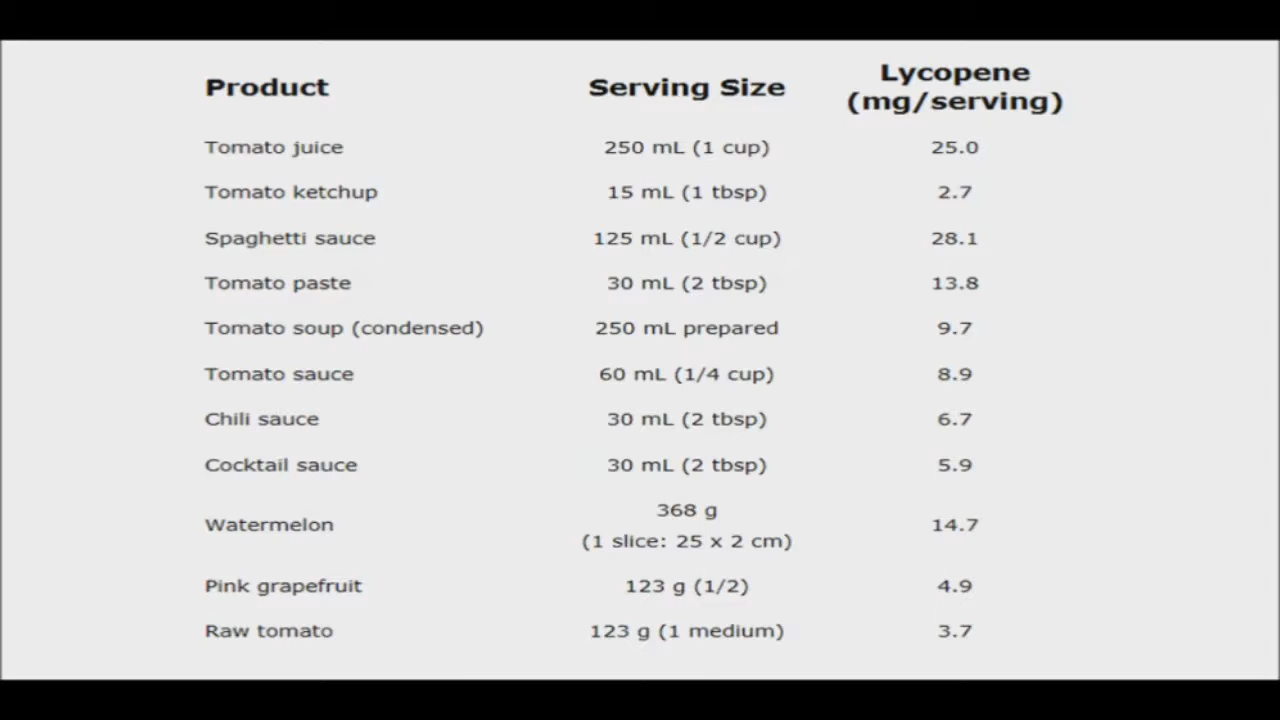 Product Serving Size Lycopene (mg/serving)
Tomato juice 250 mL (1 cup) 25.0
Tomato ketchup 15 mL (1 tbsp) 2.7
Spaghetti sauce 125 mL (1/2 cup) 28.1
Tomato paste 30 mL (2 tbsp) 13.8
Tomato soup (condensed) 250 mL prepared 9.7
Tomato sauce 60 mL (1/4 cup) 8.9
Chili sauce 30 mL (2 tbsp) 6.7
Cocktail sauce 30 mL (2 tbsp) 5.9
Watermelon 368 g (1 slice: 25 x 2 cm) 14.7
Pink grapefruit 123 g (1/2) 4.9
Raw tomato 123 g (1 medium) 3.7